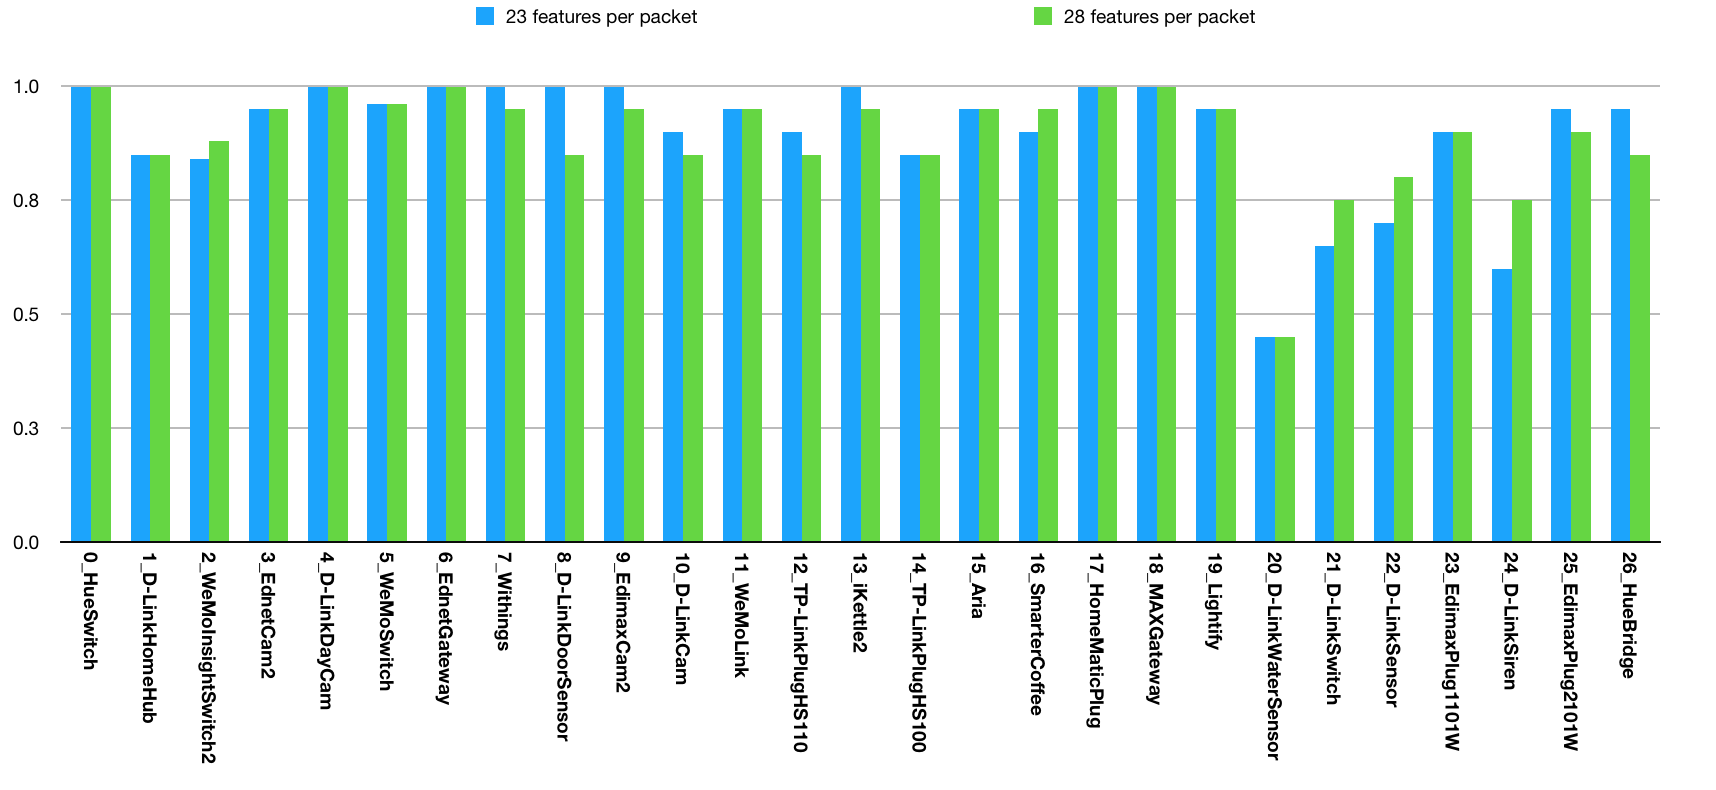 23 features per packet
28 features per packet
1.0
0.8
0.5
0.3
0.0
0_HueSwitch
1_D-LinkHomeHub
2_WeMoInsightSwitch2
3_EdnetCam2
4_D-LinkDayCam
5_WeMoSwitch
6_EdnetGateway
7_Withings
8_D-LinkDoorSensor
9_EdimaxCam2
10_D-LinkCam
11_WeMoLink
12_TP-LinkPlugHS110
13_iKettle2
14_TP-LinkPlugHS100
15_Aria
16_SmarterCoffee
17_HomeMaticPlug
18_MAXGateway
19_Lightify
20_D-LinkWaterSensor
21_D-LinkSwitch
22_D-LinkSensor
23_EdimaxPlug1101W
24_D-LinkSiren
25_EdimaxPlug2101W
26_HueBridge